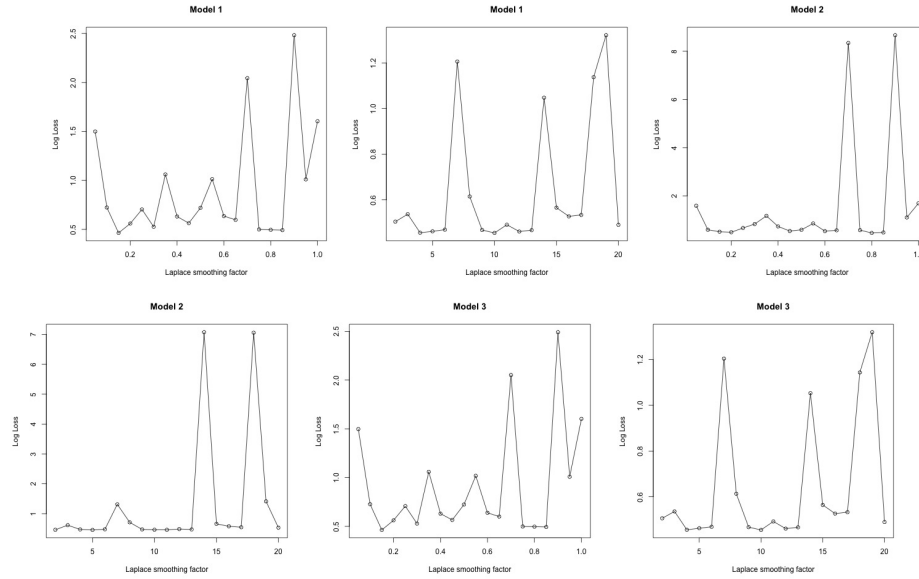 Model 1
Log Loss
2.5
2.0
1.5
1.0
0.5
0.2 0.4 0.6 0.8 1.0
Laplace smoothing factor
Model 1
Log Loss
1.2
1.0
0.8
0.6
5 10 15 20
Laplace smoothing factor
Model 2
Log Loss
8
6
4
2
0.2 0.4 0.6 0.8 1.0
Laplace smoothing factor
Model 2
Log Loss
7
6
5
4
3
2
1
5 10 15 20
Laplace smoothing factor
Model 3
Log Loss
2.5
2.0
1.5
1.0
0.5
0.2 0.4 0.6 0.8 1.0
Laplace smoothing factor
Model 3
Log Loss
1.2
1.0
0.8
0.6
5 10 15 20
Laplace smoothing factor